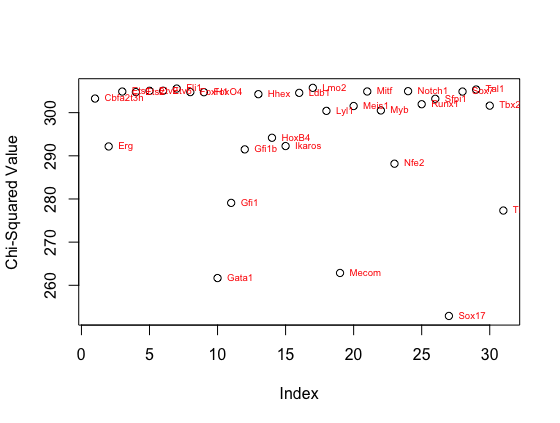 Chi-Squared Value
300
290
280
270
260
Cbfa2t3h
Erg
Fli1
FoxO4
Gata1
Gfi1
Gfi1b
Hhex
HoxB4
Ikaros
Ldb1
Lmo2
Lyl1
Mecom
Meis1
Mitf
Myb
Nfe2
Notch1
Runx1
Sfpi1
Sox17
Tal1
Tbx2
T
0 5 10 15 20 25 30
Index